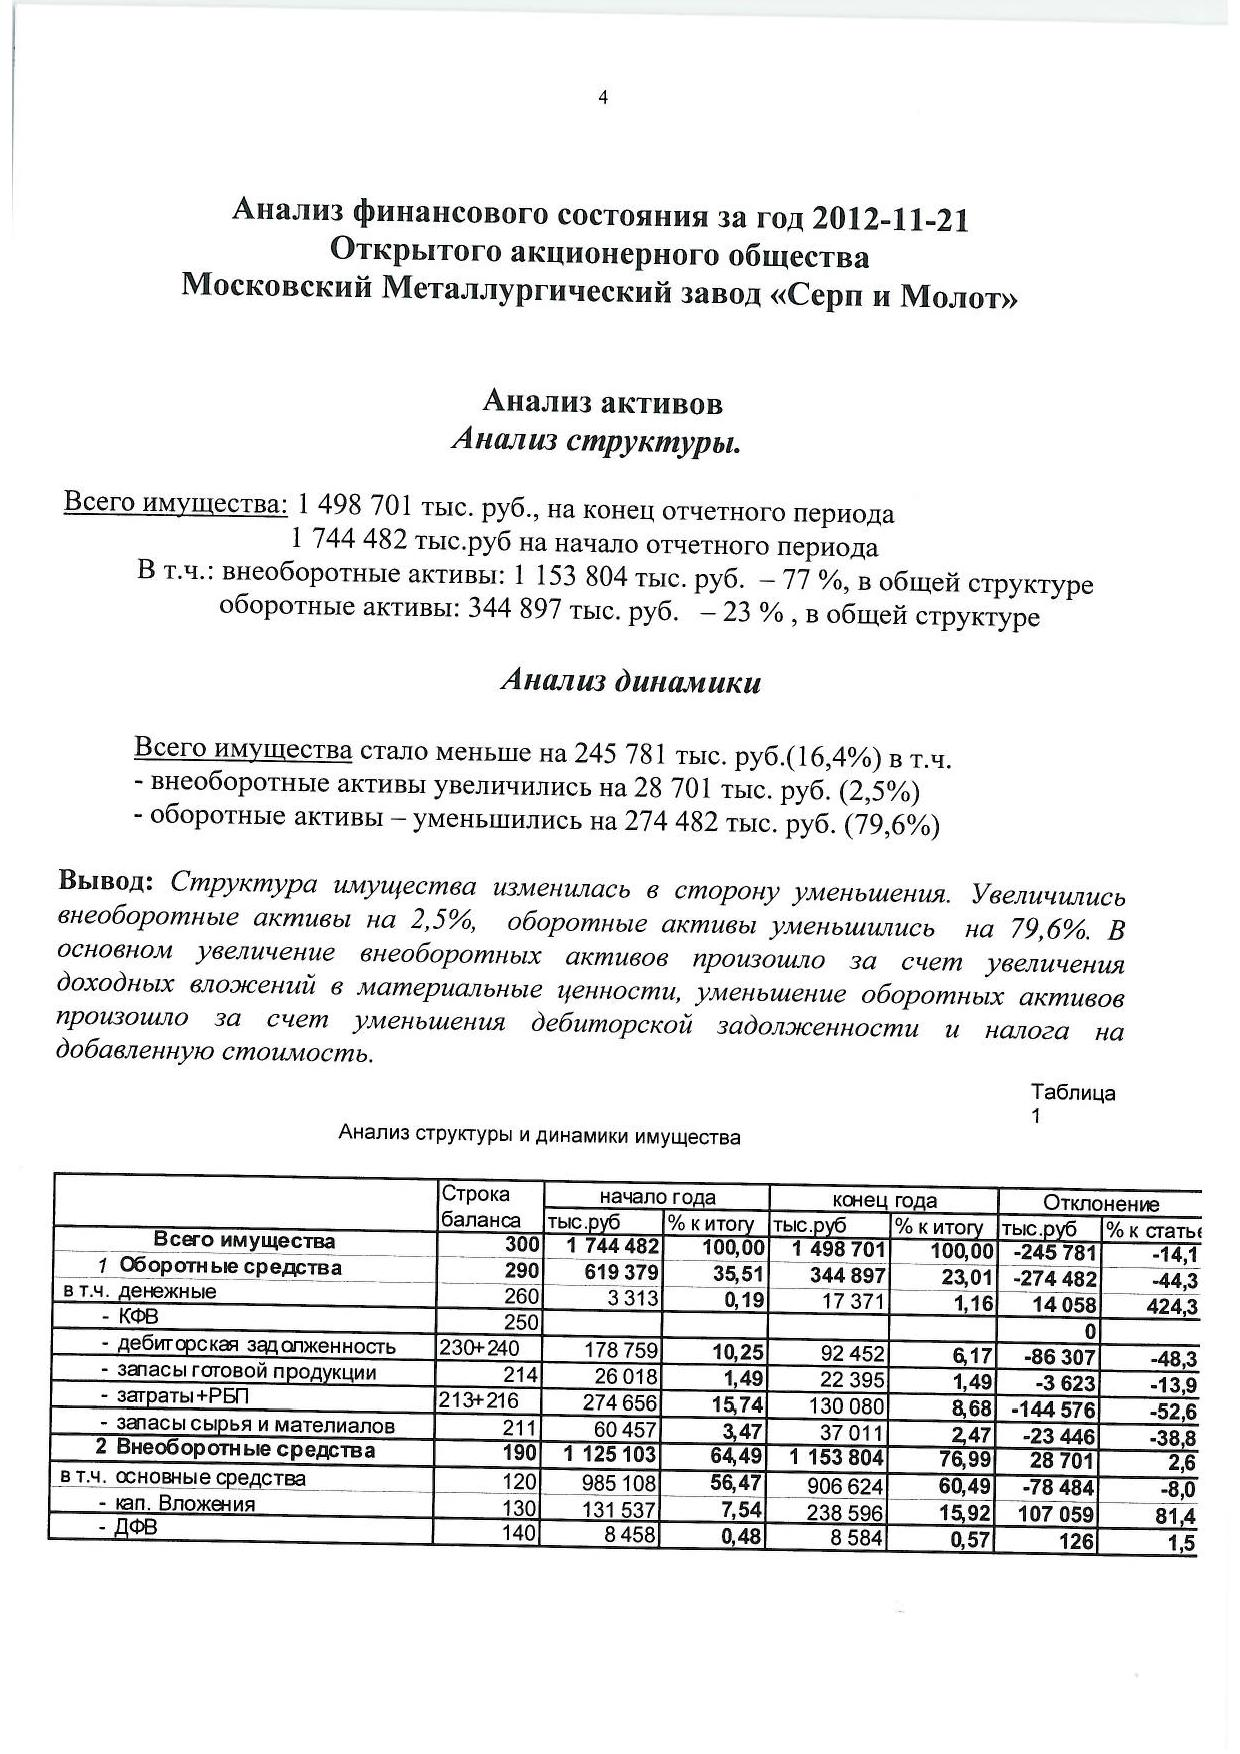 4
Анализ финансового состояния за год 2012-11-21
Открытого акционерного общества
Московский Металлургический завод «Серп и Молот»
Анализ активов
Анализ структуры.
Всего имущества: 1 498 701 тыс. руб., на конец отчетного периода
1 744 482 тыс.руб на начало отчетного периода
В т.ч.: внеоборотные активы: 1 153 804 тыс. руб. – 77 %, в общей структуре
оборотные активы: 344 897 тыс. руб. – 23 % , в общей структуре
Анализ динамики
Всего имущества стало меньше на 245 781 тыс. руб.(16,4%) в т.ч.
- внеоборотные активы увеличились на 28 701 тыс. руб. (2,5%)
- оборотные активы – уменьшились на 274 482 тыс. руб. (79,6%)
Вывод: Структура имущества изменилась в сторону уменьшения. Увеличились
внеоборотные активы на 2,5%, оборотные активы уменьшились на 79,6%. В
основном увеличение внеоборотных активов произошло за счет увеличения
доходных вложений в материальные ценности, уменьшение оборотных активов
произошло за счет уменьшения дебиторской задолженности и налога на
добавленную стоимость.
Таблица
1
Анализ структуры и динамики имущества
Строка баланса начало года конец года Отклонение
тыс.руб % к итогу тыс.руб % к итогу тыс.руб % к статье
Всего имущества 300 1 744 482 100,00 1 498 701 100,00 -245 781 -14,1
1 Оборотные средства 290 619 379 35,51 344 897 23,01 -274 482 -44,3
в т.ч. денежные 260 3 313 0,19 17 371 1,16 14 058 424,3
- КФВ 250 0
- дебиторская задолженность 230+240 178 759 10,25 92 452 6,17 -86 307 -48,3
- запасы готовой продукции 214 26 018 1,49 22 395 1,49 -3 623 -13,9
- затраты+РБП 213+216 274 656 15,74 130 080 8,68 -144 576 -52,6
- запасы сырья и мателиалов 211 60 457 3,47 37 011 2,47 -23 446 -38,8
2 Внеоборотные средства 190 1 125 103 64,49 1 153 804 76,99 28 701 2,6
в т.ч. основные средства 120 985 108 56,47 906 624 60,49 -78 484 -8,0
- кап. Вложения 130 131 537 7,54 238 596 15,92 107 059 81,4
- ДФВ 140 8 458 0,48 8 584 0,57 126 1,5